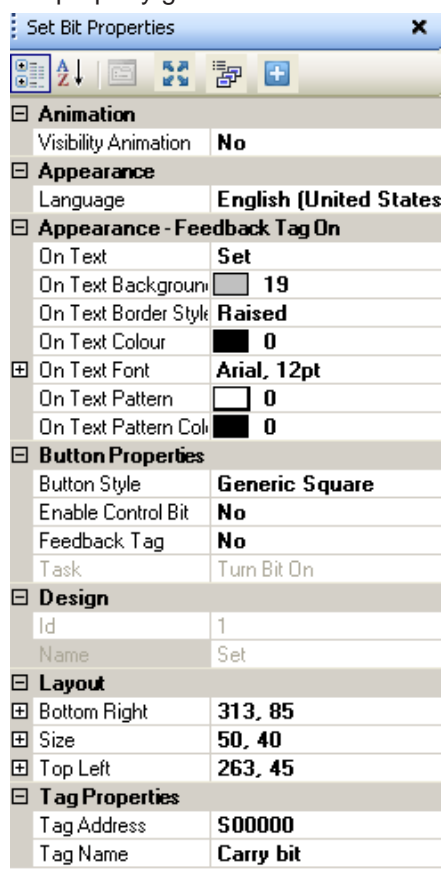 Set Bit Properties
Animation
Visibility Animation No
Appearance
Language English (United States
Appearance - Feedback Tag On
On Text Set
On Text Backgroun 19
On Text Border Style Raised
On Text Colour 0
On Text Font Arial, 12pt
On Text Pattern 0
On Text Pattern Col 0
Button Properties
Button Style Generic Square
Enable Control Bit No
Feedback Tag No
Task Turn Bit On
Design
Id 1
Name Set
Layout
Bottom Right 313, 85
Size 50, 40
Top Left 263, 45
Tag Properties
Tag Address S00000
Tag Name Carry bit